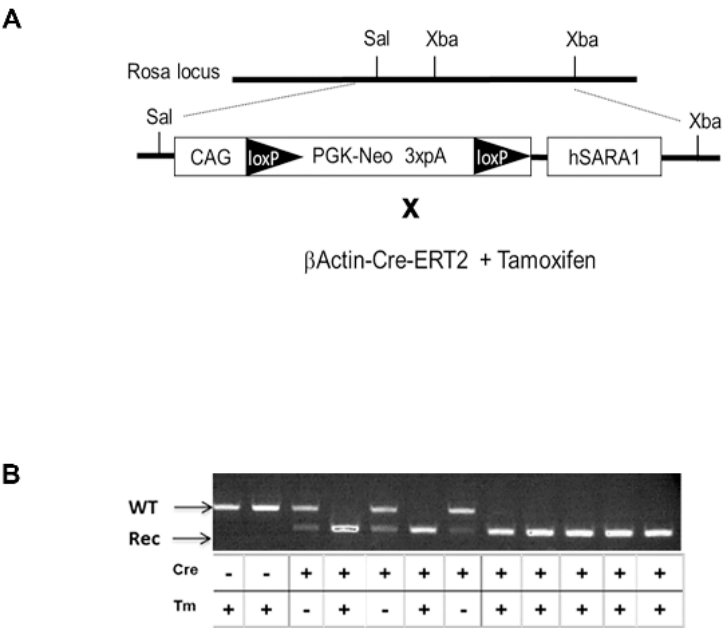 A
Sal Xba Xba
Rosa locus
Sal Xba
CAG loxP PGK-Neo 3xpA loxP hSARA1
X
βActin-Cre-ERT2 + Tamoxifen
B
WT
Rec
Cre - - + + + + + + + + + +
Tm + + - + - + - + + + + +